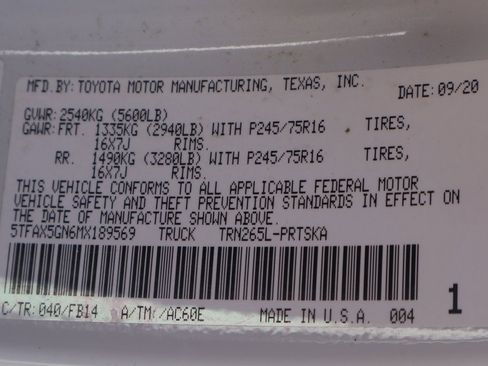 MFD.BY: TOYOTA MOTOR MANUFACTURING, TEXAS, INC. DATE: 09/20
GVWR: 2540KG (5600LB)
GAWR: FRT. 1335KG (2940LB) WITH P245/75R16 TIRES,
16X7J RIMS.
RR. 1490KG (3280LB) WITH P245/75R16 TIRES,
16X7J RIMS.
THIS VEHICLE CONFORMS TO ALL APPLICABLE FEDERAL MOTOR
VEHICLE SAFETY AND THEFT PREVENTION STANDARDS IN EFFECT ON
THE DATE OF MANUFACTURE SHOWN ABOVE.
5TFAX5GN6MX189569 TRUCK TRN265L-PRTSKA
1
C/TR: 040/FB14 A/TM: /AC60E MADE IN U.S.A. 004